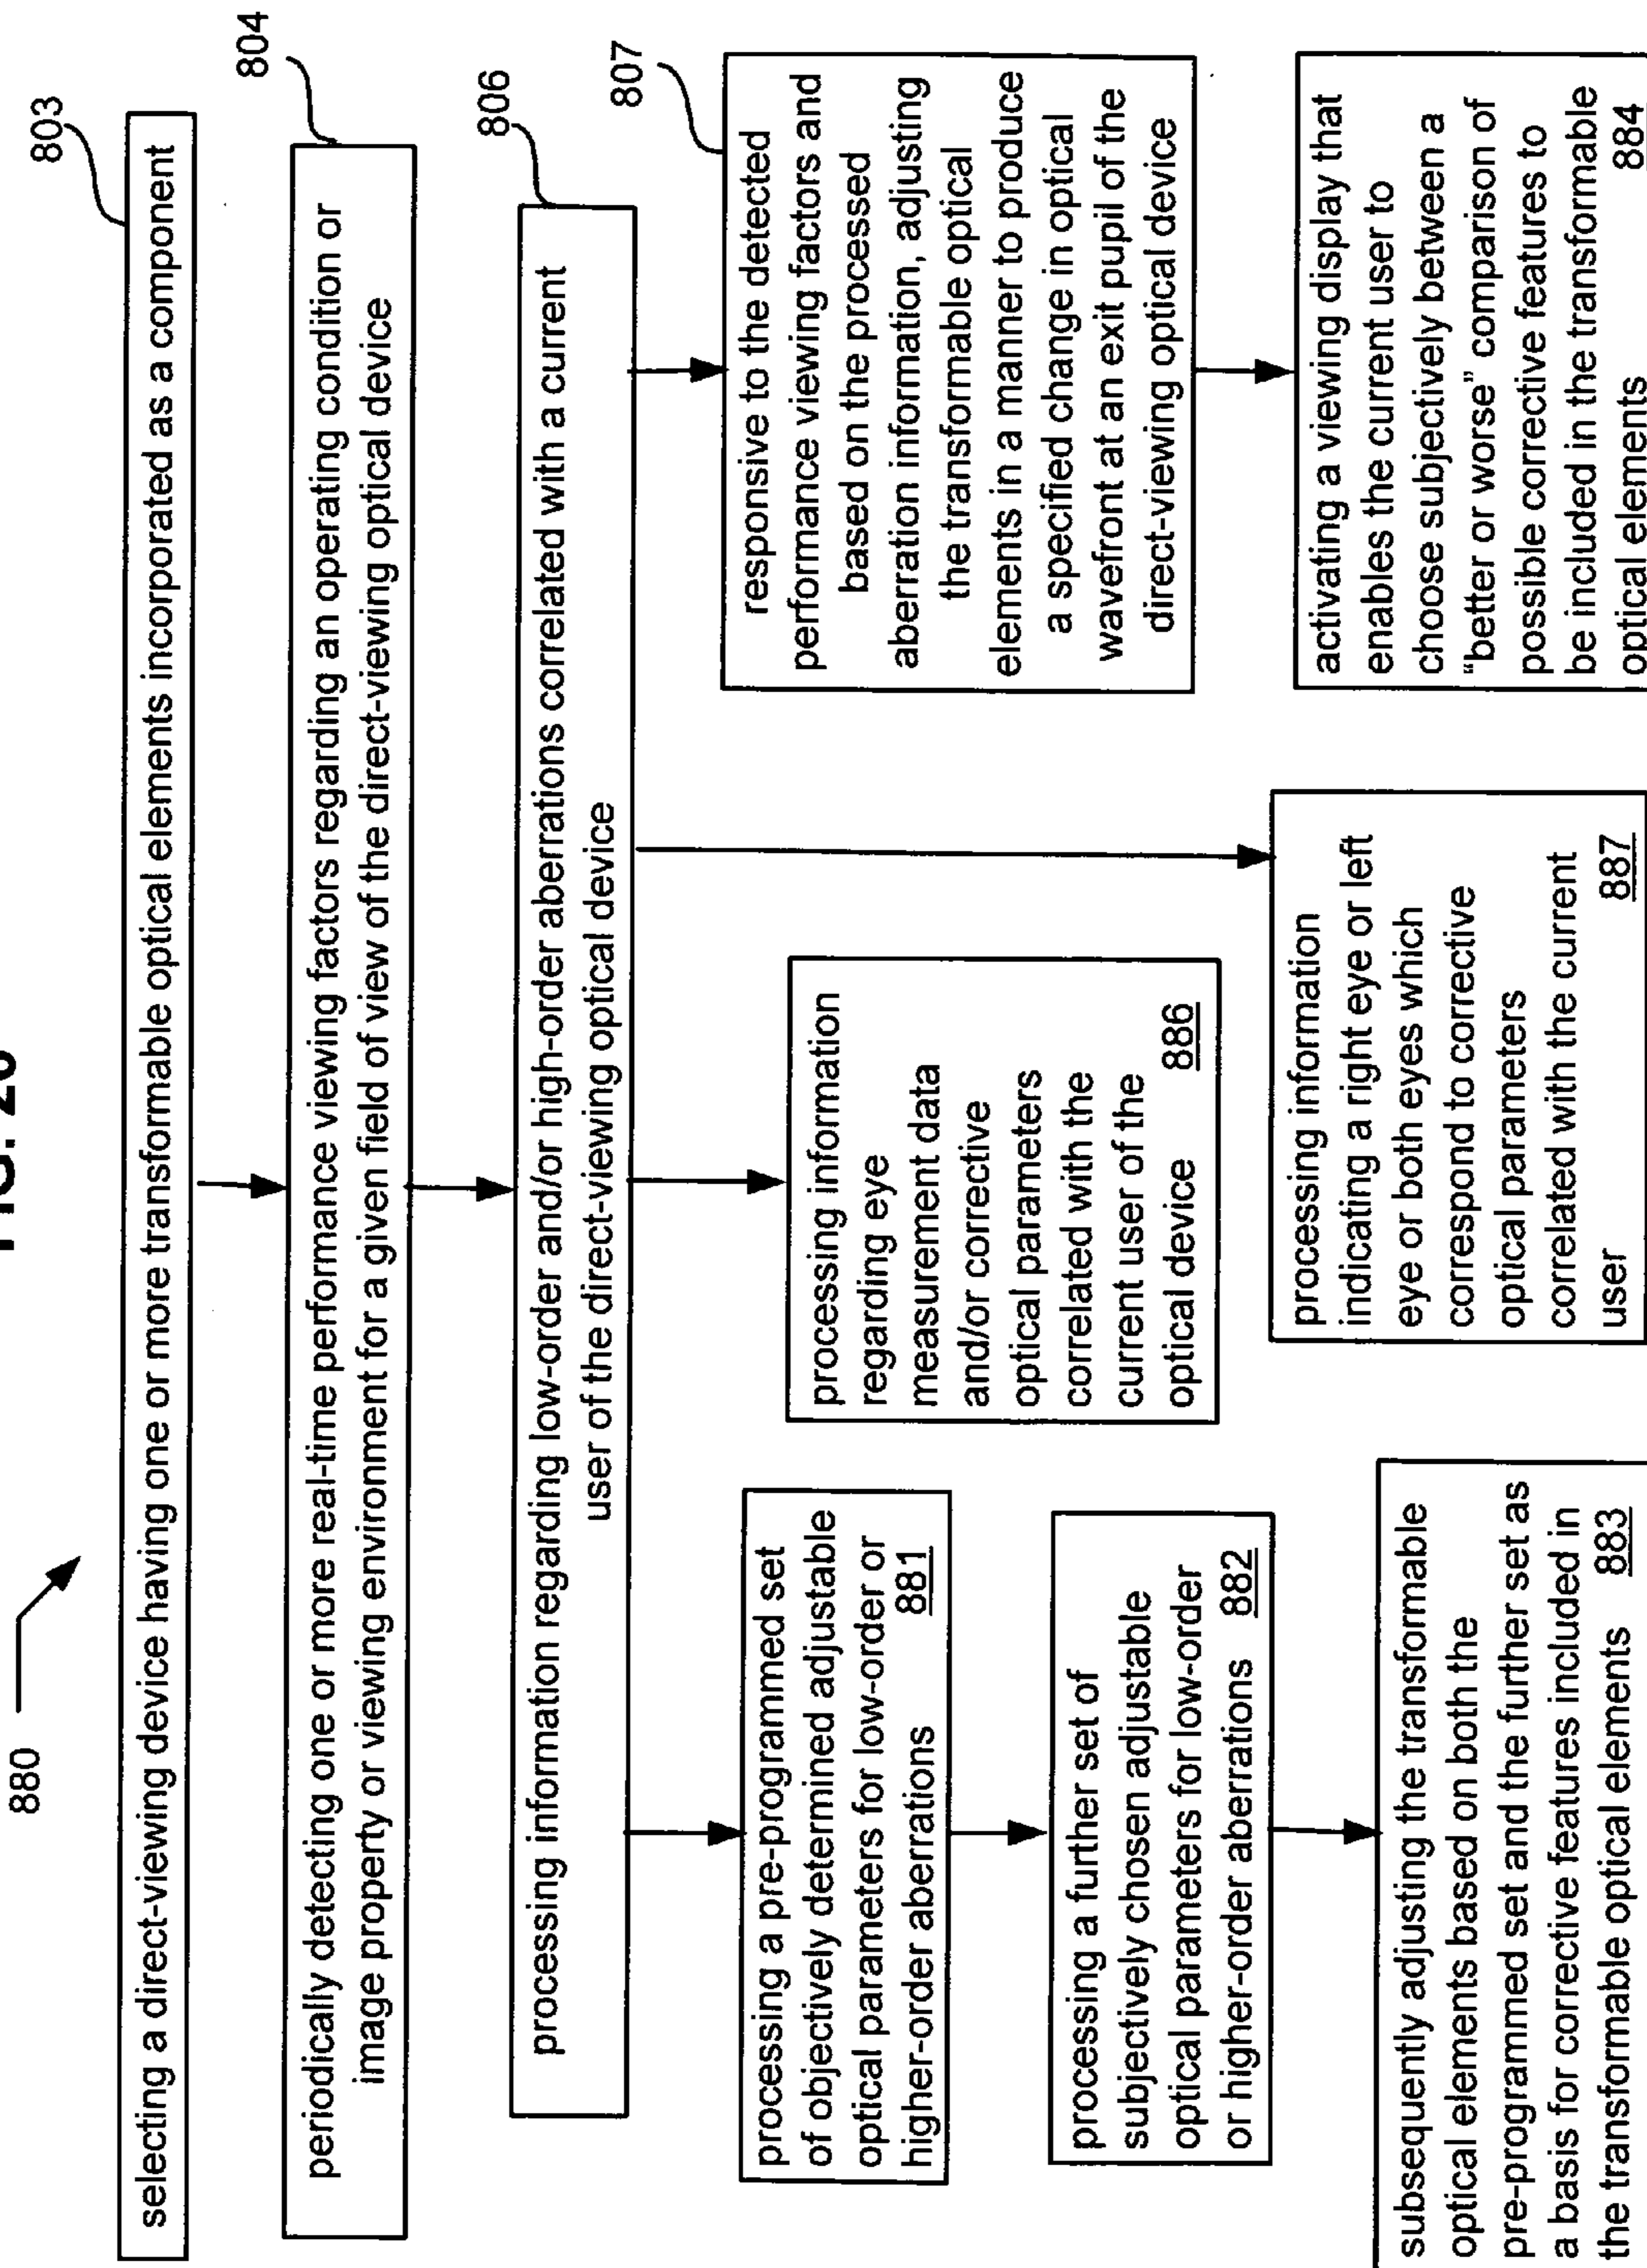 FIG. 20
880
803
selecting a direct-viewing device having one or more transformable optical elements incorporated as a component
804
periodically detecting one or more real-time performance viewing factors regarding an operating condition or
image property or viewing environment for a given field of view of the direct-viewing optical device
806
processing information regarding low-order and/or high-order aberrations correlated with a current
user of the direct-viewing optical device
processing a pre-programmed set
of objectively determined adjustable
optical parameters for low-order or
higher-order aberrations 881
processing a further set of
subjectively chosen adjustable
optical parameters for low-order
or higher-order aberrations 882
subsequently adjusting the transformable
optical elements based on both the
pre-programmed set and the further set as
a basis for corrective features included in
the transformable optical elements 883
processing information
regarding eye
measurement data
and/or corrective
optical parameters
correlated with the
current user of the
optical device 886
processing information
indicating a right eye or left
eye or both eyes which
correspond to corrective
optical parameters
correlated with the current
user 887
807
responsive to the detected
performance viewing factors and
based on the processed
aberration information, adjusting
the transformable optical
elements in a manner to produce
a specified change in optical
wavefront at an exit pupil of the
direct-viewing optical device
activating a viewing display that
enables the current user to
choose subjectively between a
"better or worse" comparison of
possible corrective features to
be included in the transformable
optical elements 884